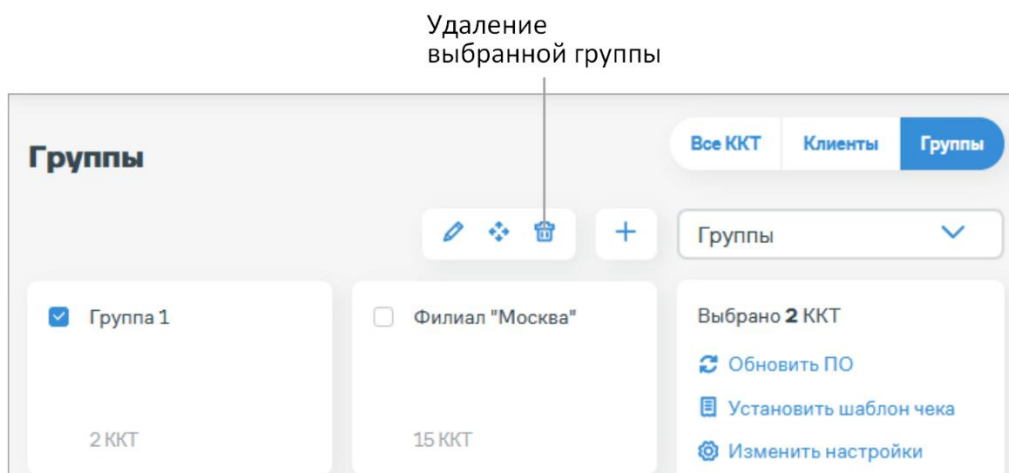 Удаление
выбранной группы
Группы
Все ККТ Клиенты Группы
Группы
Группа 1
Филиал "Москва"
Выбрано 2 ККТ
Обновить ПО
Установить шаблон чека
2 ККТ
15 ККТ
Изменить настройки